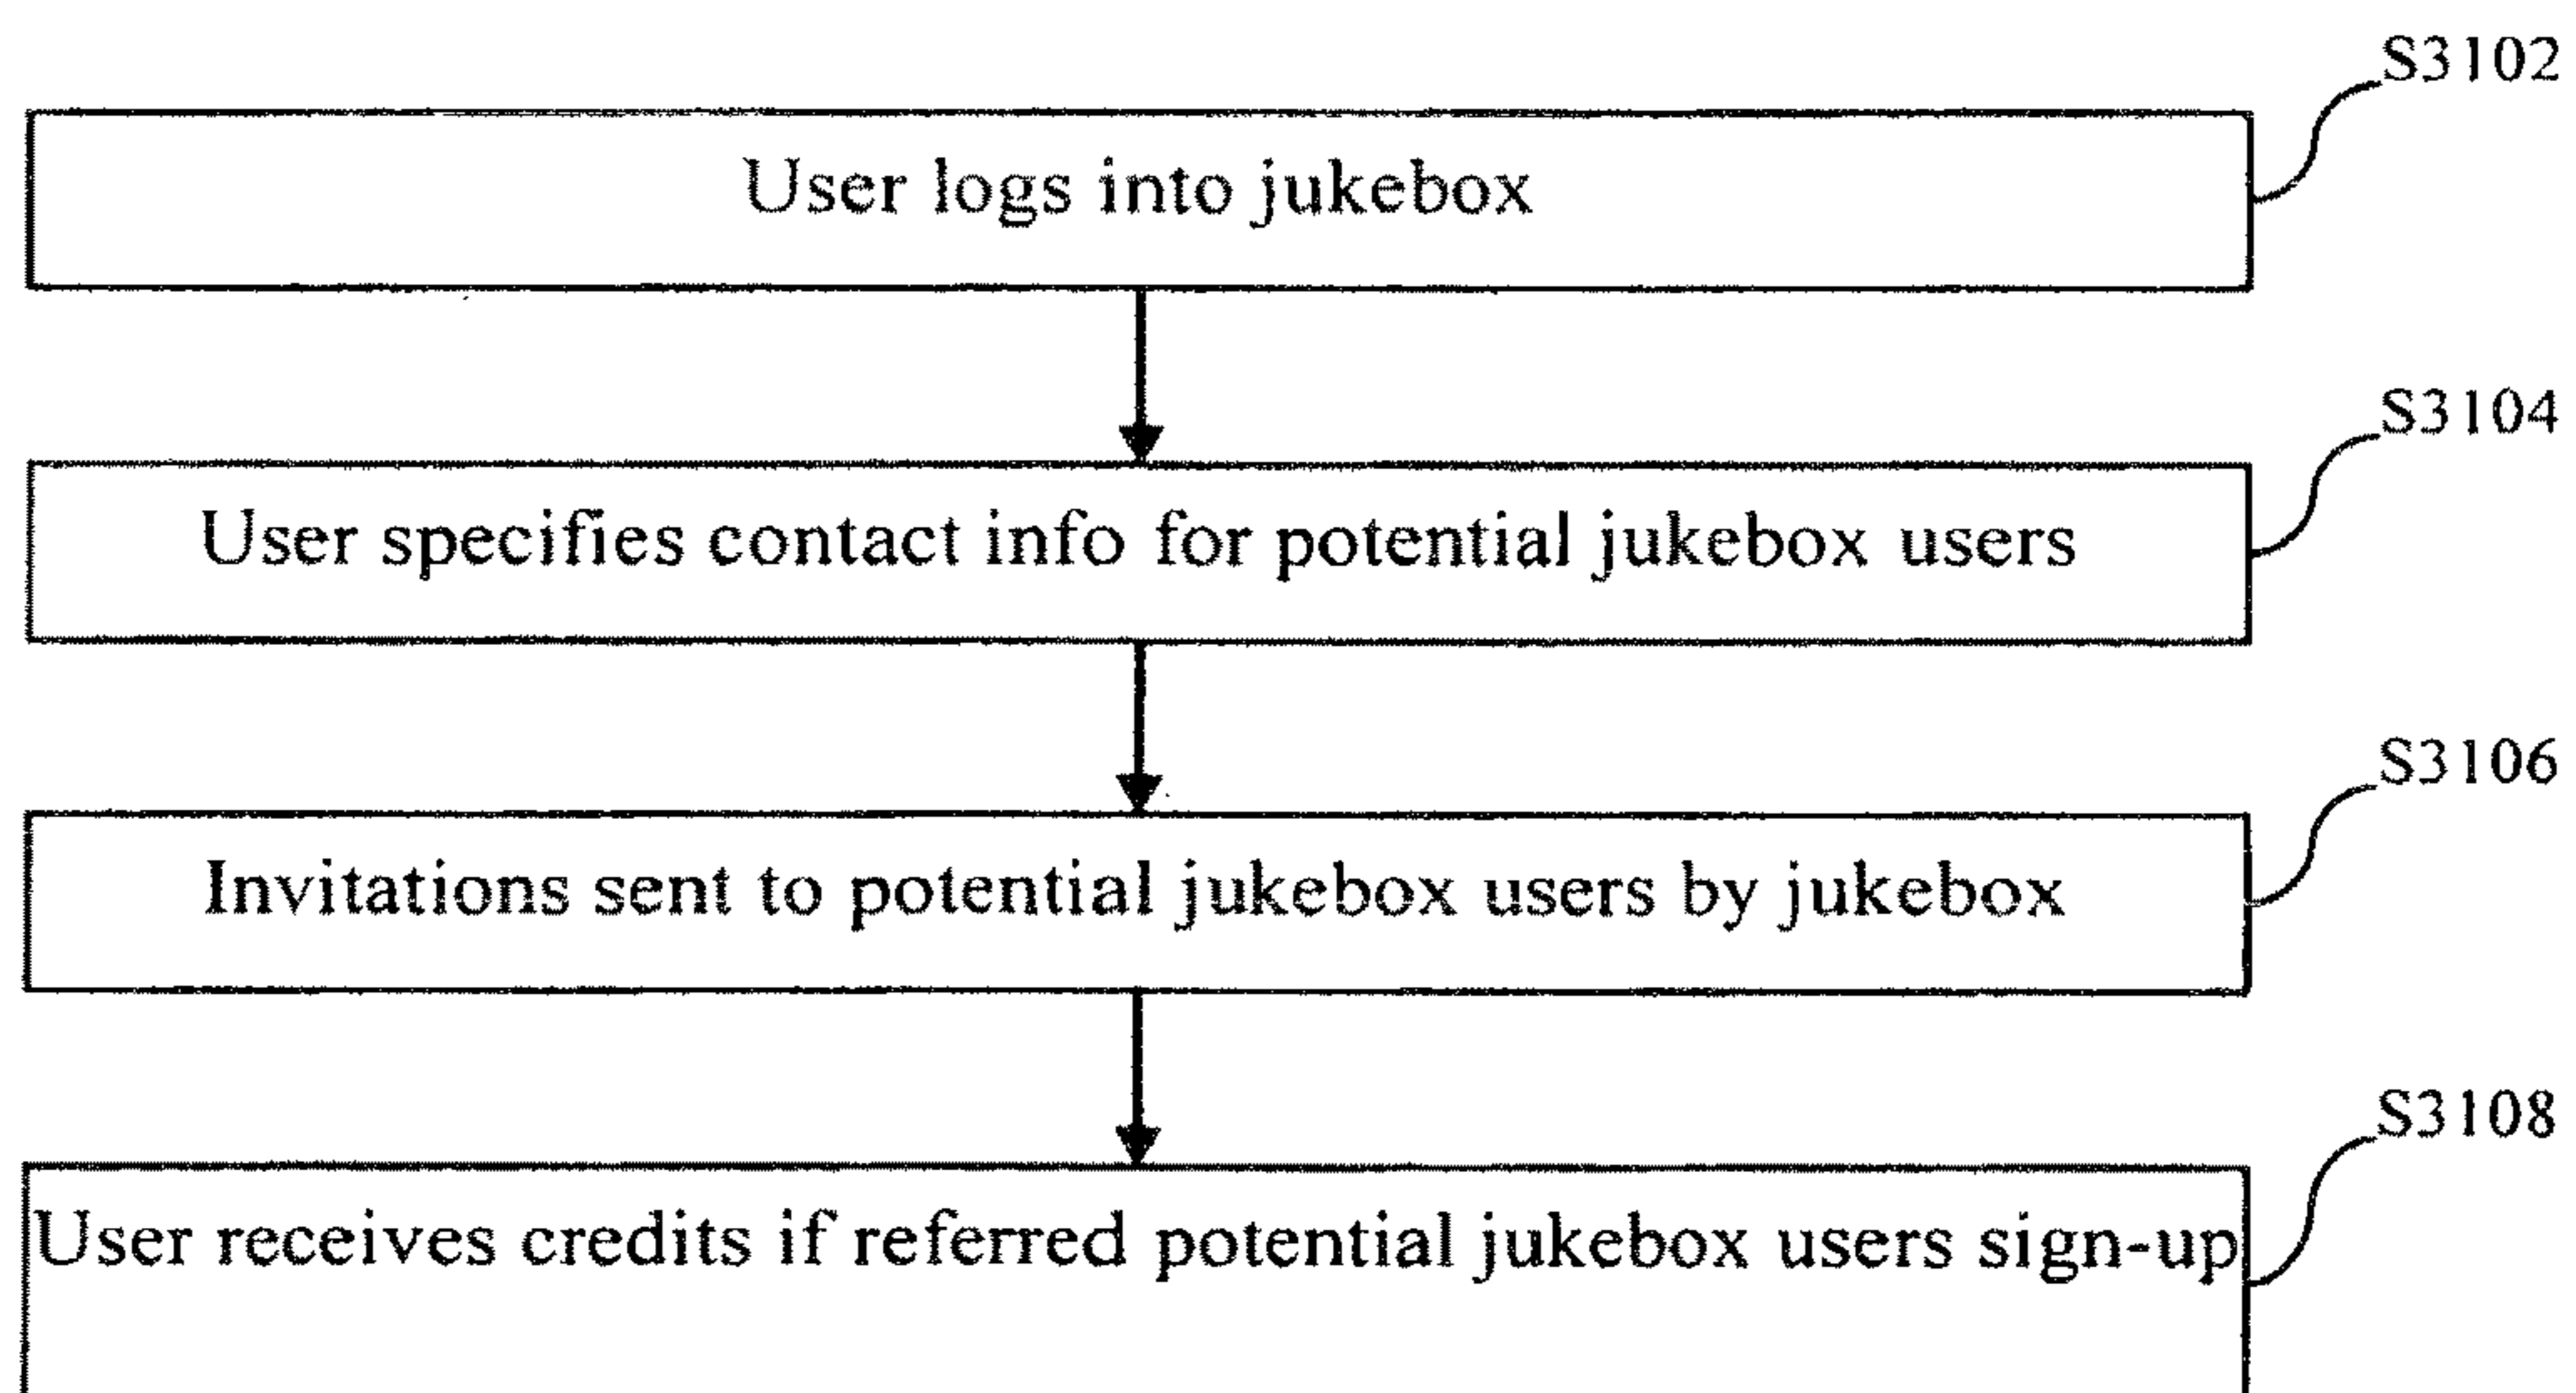 S3102
User logs into jukebox
S3104
User specifies contact info for potential jukebox users
S3106
Invitations sent to potential jukebox users by jukebox
S3108
User receives credits if referred potential jukebox users sign-up